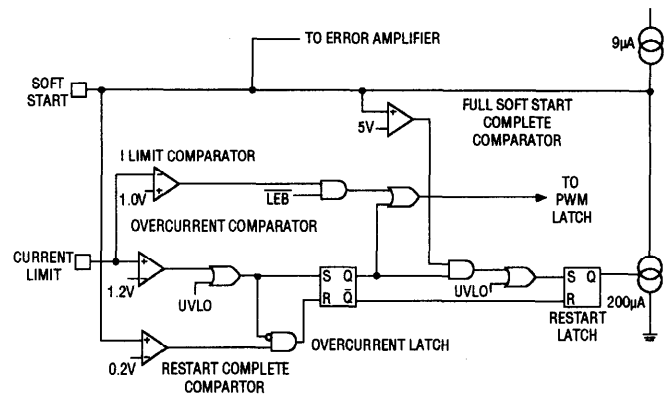 TO ERROR AMPLIFIER
9µA
SOFT
START
5V
FULL SOFT START
COMPLETE
COMPARATOR
I LIMIT COMPARATOR
1.0V
LEB
TO
PWM
LATCH
OVERCURRENT COMPARATOR
CURRENT
LIMIT
1.2V
UVLO
S Q
R Q
UVLO
S Q
R
200µA
RESTART
LATCH
OVERCURRENT LATCH
0.2V
RESTART COMPLETE
COMPARTOR